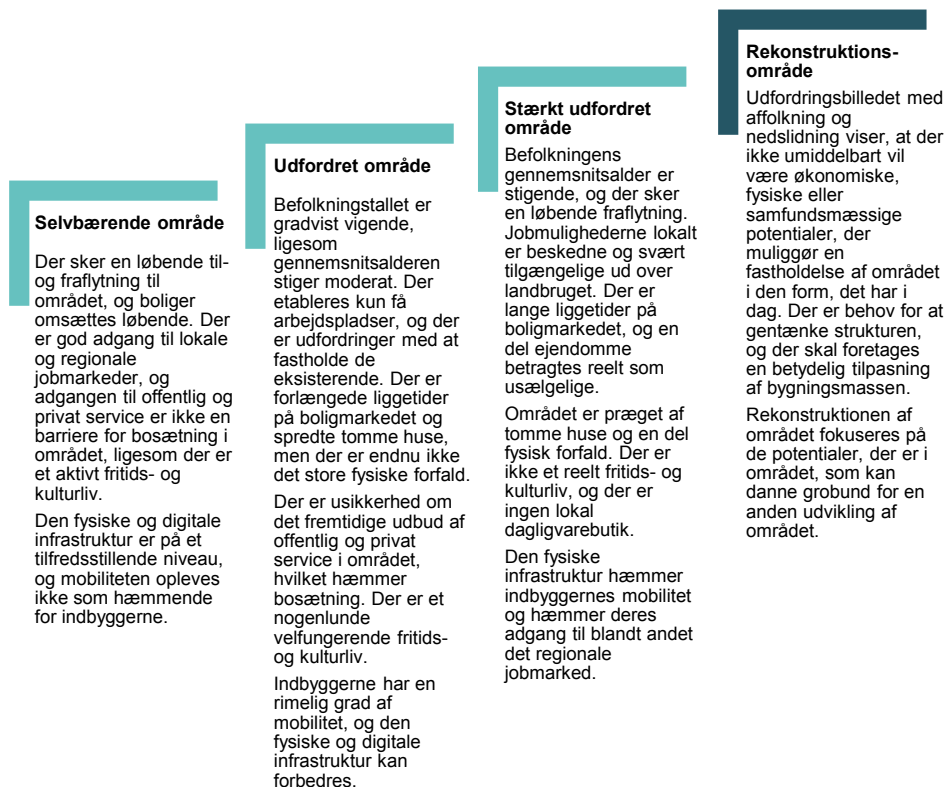 Selvbærende område
Der sker en løbende til-
og fraflytning til
området, og boliger
omsættes løbende. Der
er god adgang til lokale
og regionale
jobmarkeder, og
adgangen til offentlig og
privat service er ikke en
barriere for bosætning i
området, ligesom der er
et aktivt fritids- og
kulturliv.
Den fysiske og digitale
infrastruktur er på et
tilfredsstillende niveau,
og mobiliteten opleves
ikke som hæmmende
for indbyggerne.
Udfordret område
Befolkningstallet er
gradvist vigende,
ligesom
gennemsnitsalderen
stiger moderat. Der
etableres kun få
arbejdspladser, og der
er udfordringer med at
fastholde de
eksisterende. Der er
forlængede liggetider
på boligmarkedet og
spredte tomme huse,
men der er endnu ikke
det store fysiske forfald.
Der er usikkerhed om
det fremtidige udbud af
offentlig og privat
service i området,
hvilket hæmmer
bosætning. Der er et
nogenlunde
velfungerende fritids-
og kulturliv.
Indbyggerne har en
rimelig grad af
mobilitet, og den
fysiske og digitale
infrastruktur kan
forbedres.
Stærkt udfordret
område
Befolkningens
gennemsnitsalder er
stigende, og der sker
en løbende fraflytning.
Jobmulighederne lokalt
er beskedne og svært
tilgængelige ud over
landbruget. Der er
lange liggetider på
boligmarkedet, og en
del ejendomme
betragtes reelt som
usælgelige.
Området er præget af
tomme huse og en del
fysisk forfald. Der er
ikke et reelt fritids- og
kulturliv, og der er
ingen lokal
dagligvarebutik.
Den fysiske
infrastruktur hæmmer
indbyggernes mobilitet
og hæmmer deres
adgang til blandt andet
det regionale
jobmarked.
Rekonstruktions-
område
Udfordringsbilledet med
affolkning og
nedslidning viser, at der
ikke umiddelbart vil
være økonomiske,
fysiske eller
samfundsmæssige
potentialer, der
muliggør en
fastholdelse af området
i den form, det har i
dag. Der er behov for at
gentænke strukturen,
og der skal foretages
en betydelig tilpasning
af bygningsmassen.
Rekonstruktionen af
området fokuseres på
de potentialer, der er i
området, som kan
danne grobund for en
anden udvikling af
området.